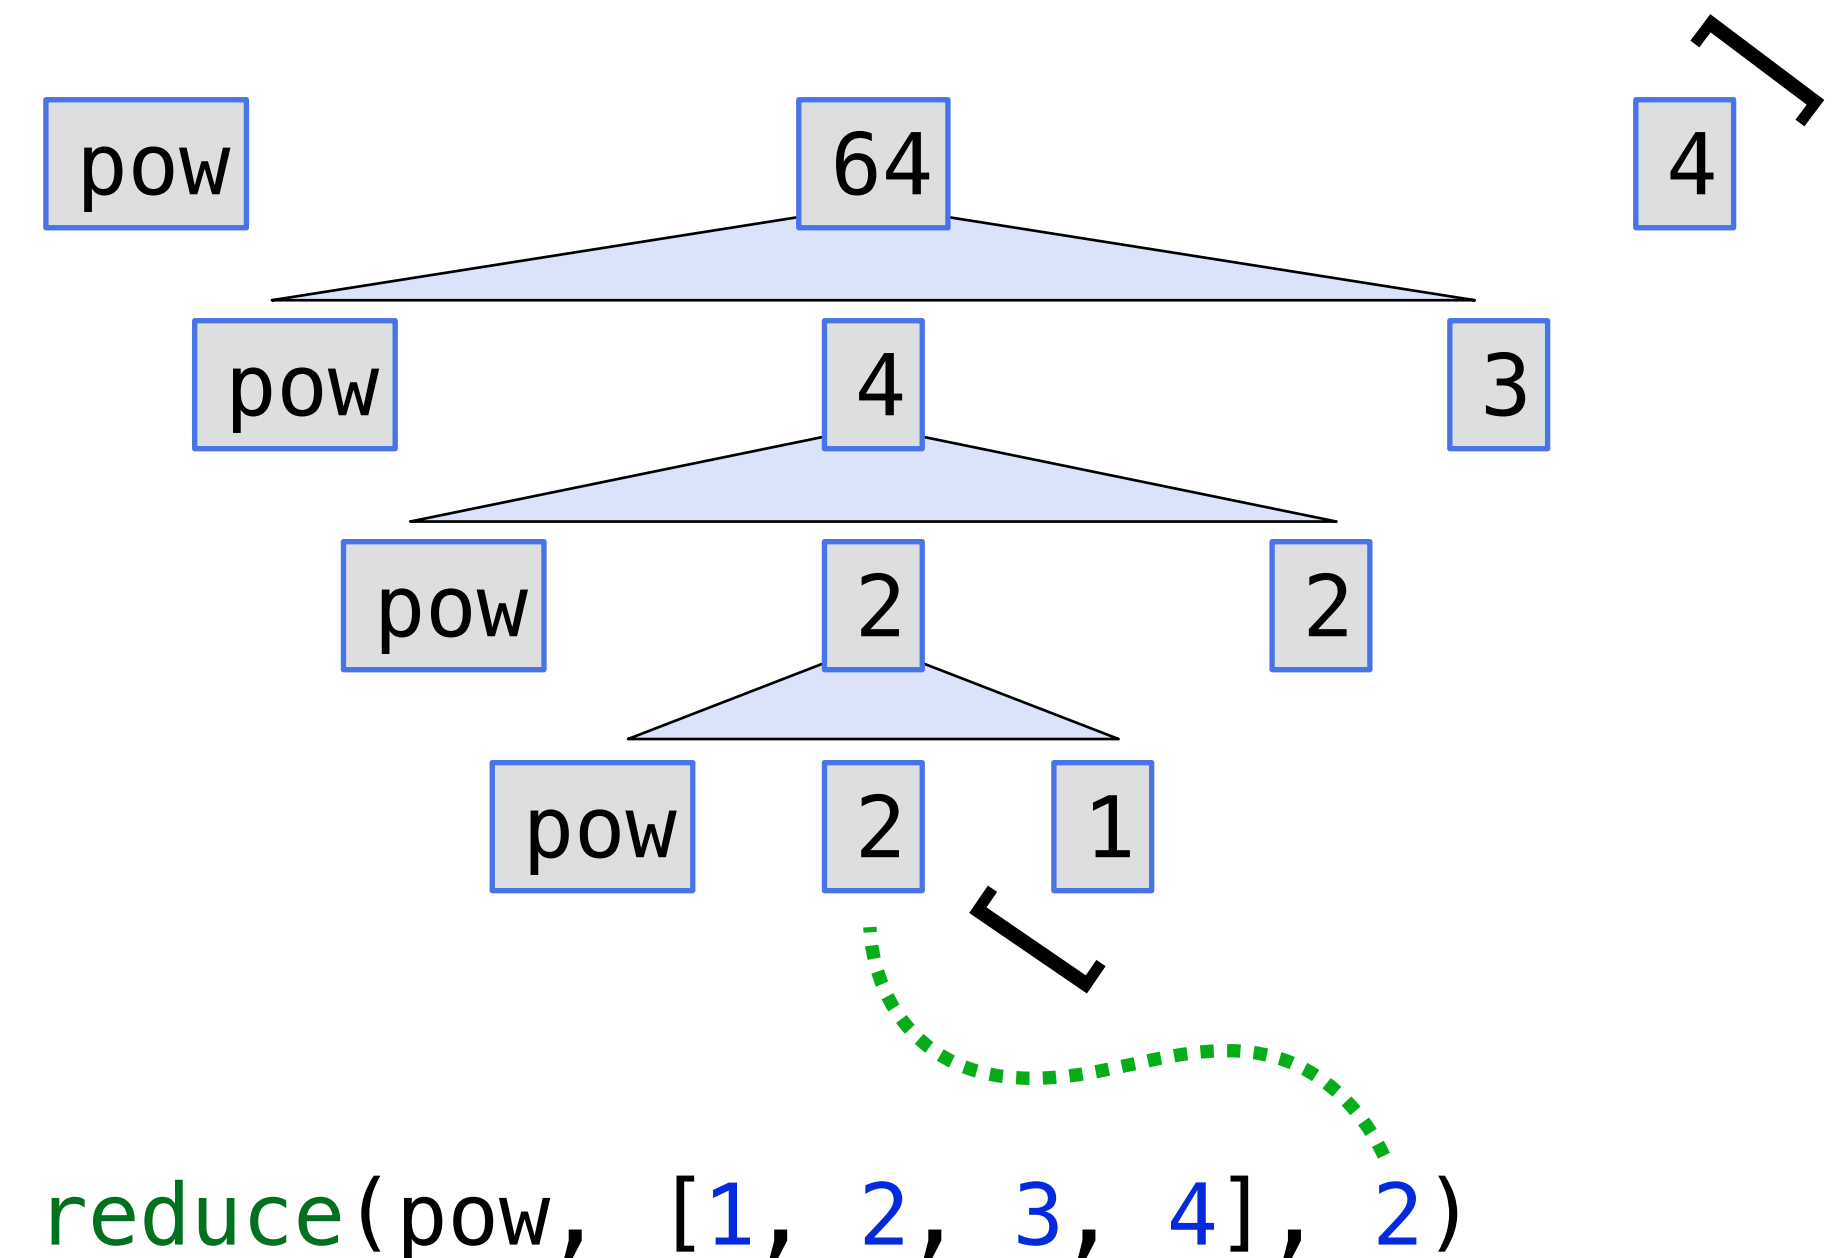 pow 64 4 ]
pow 4 3
pow 2 2
pow 2 1
[
reduce(pow, [1, 2, 3, 4], 2)